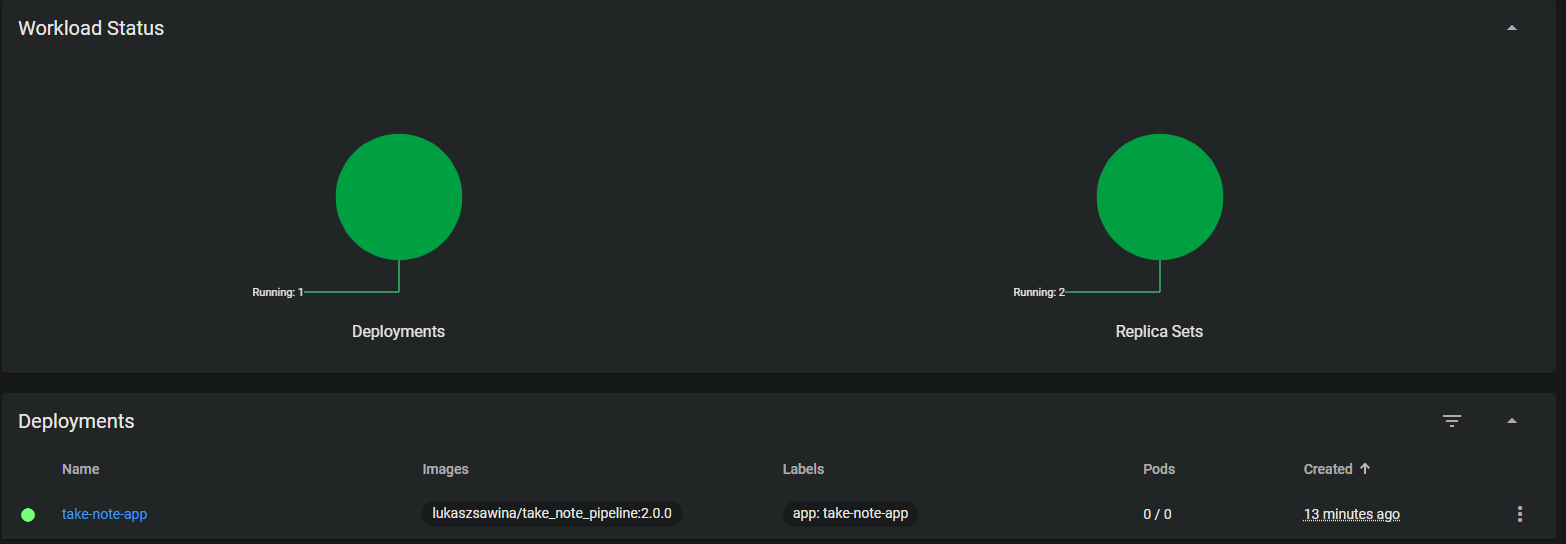 Workload Status
Running: 1
Running: 2
Deployments
Replica Sets
Deployments
Name Images Labels Pods Created
take-note-app lukaszsawina/take_note_pipeline:2.0.0 app: take-note-app 0 / 0 13 minutes ago